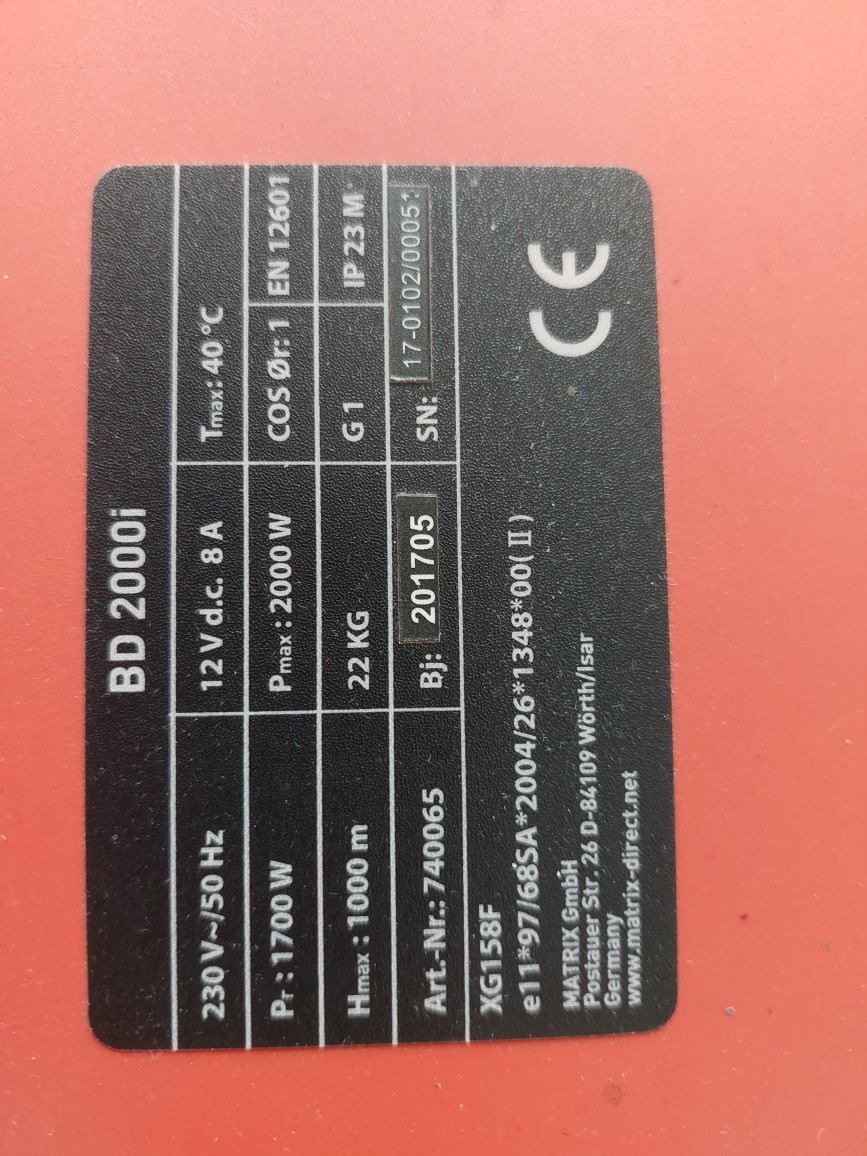 BD 2000i
230 V~/50 Hz 12 V d.c. 8 A Tmax: 40 °C
Pr : 1700 W Pmax : 2000 W COS Ør: 1 EN 12601
Hmax : 1000 m 22 KG G 1 IP 23 M
Art.-Nr.: 740065 Bj: 201705 SN: 17-0102/00051
XG158F
e11*97/68SA*2004/26*1348*00( II )
MATRIX GmbH
Postauer Str. 26 D-84109 Wörth/Isar
Germany
www.matrix-direct.net
CE